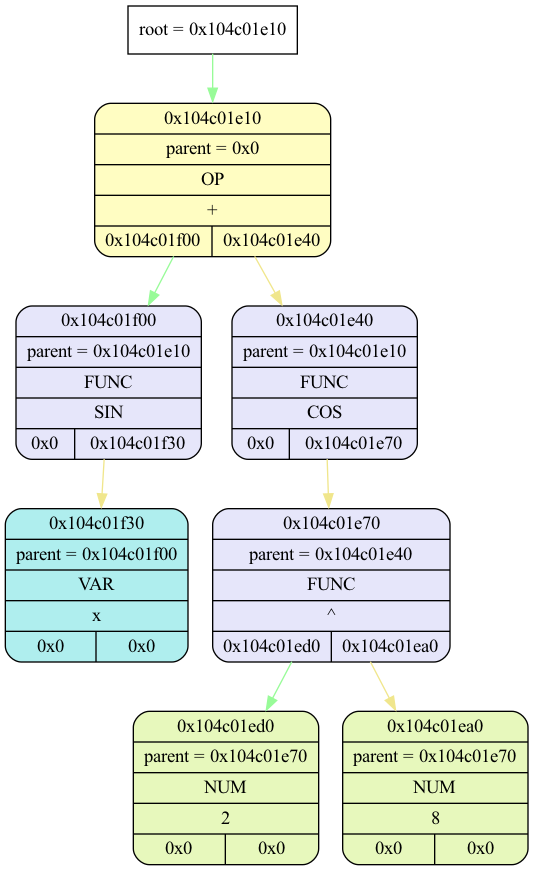 root = 0x104c01e10
0x104c01e10
parent = 0x0
OP
+
0x104c01f00 0x104c01e40
0x104c01f00
parent = 0x104c01e10
FUNC
SIN
0x0 0x104c01f30
0x104c01e40
parent = 0x104c01e10
FUNC
COS
0x0 0x104c01e70
0x104c01f30
parent = 0x104c01f00
VAR
x
0x0 0x0
0x104c01e70
parent = 0x104c01e40
FUNC
^
0x104c01ed0 0x104c01ea0
0x104c01ed0
parent = 0x104c01e70
NUM
2
0x0 0x0
0x104c01ea0
parent = 0x104c01e70
NUM
8
0x0 0x0